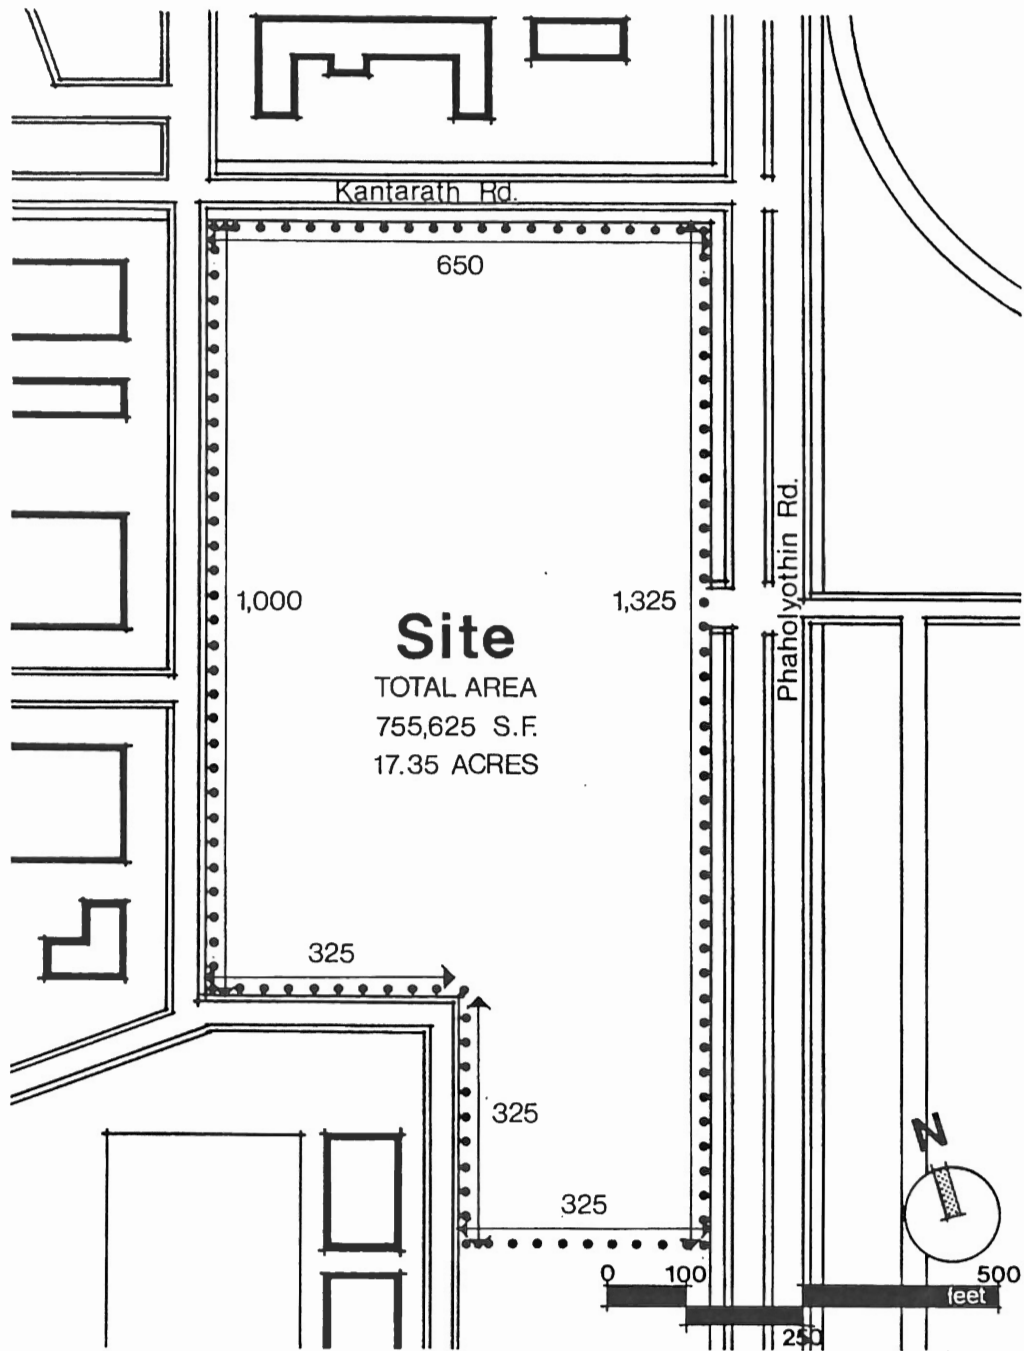 Kantarath Rd.
650
1,000
1,325
Phaholyothin Rd.
Site
TOTAL AREA
755,625 S.F.
17.35 ACRES
325
325
325
N
0 100 500
feet
250